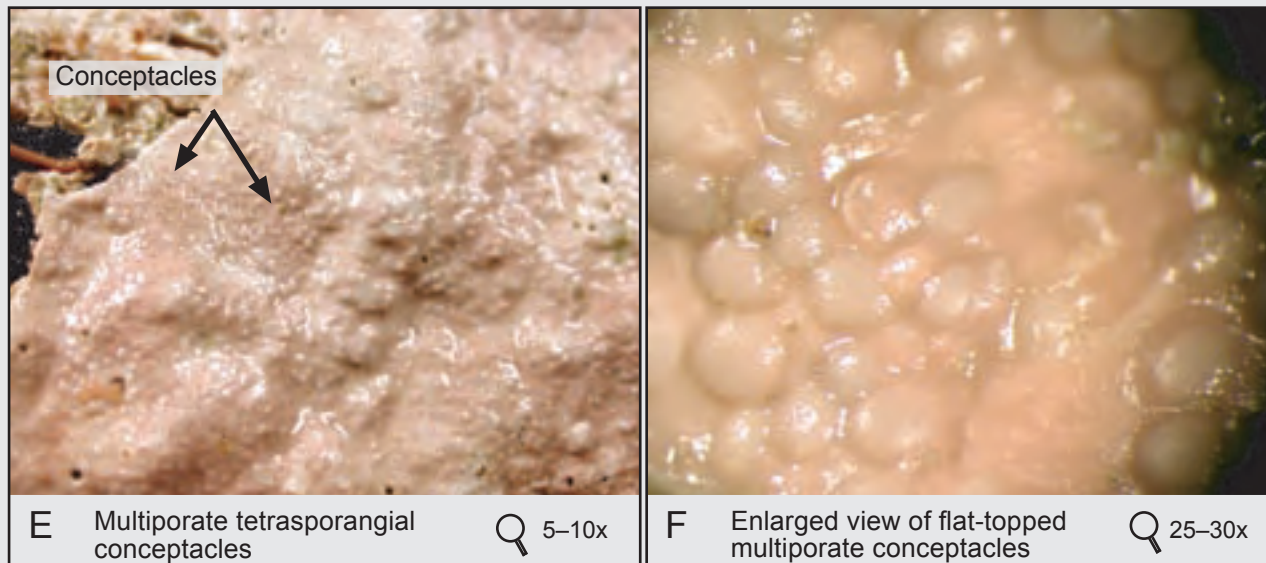 Conceptacles
E Multiporate tetrasporangial
conceptacles
5–10x
F Enlarged view of flat-topped
multiporate conceptacles
25–30x